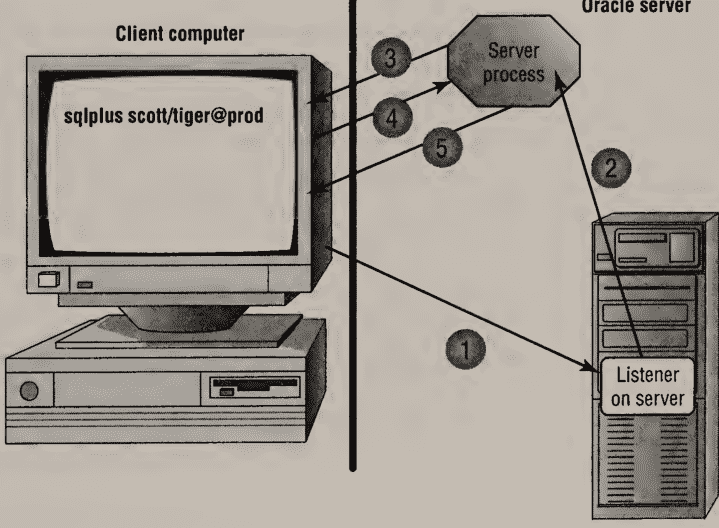 Oracle server
Client computer
Server
process
sqlplus scott/tiger@prod
3
4
5
2
1
Listener
on server